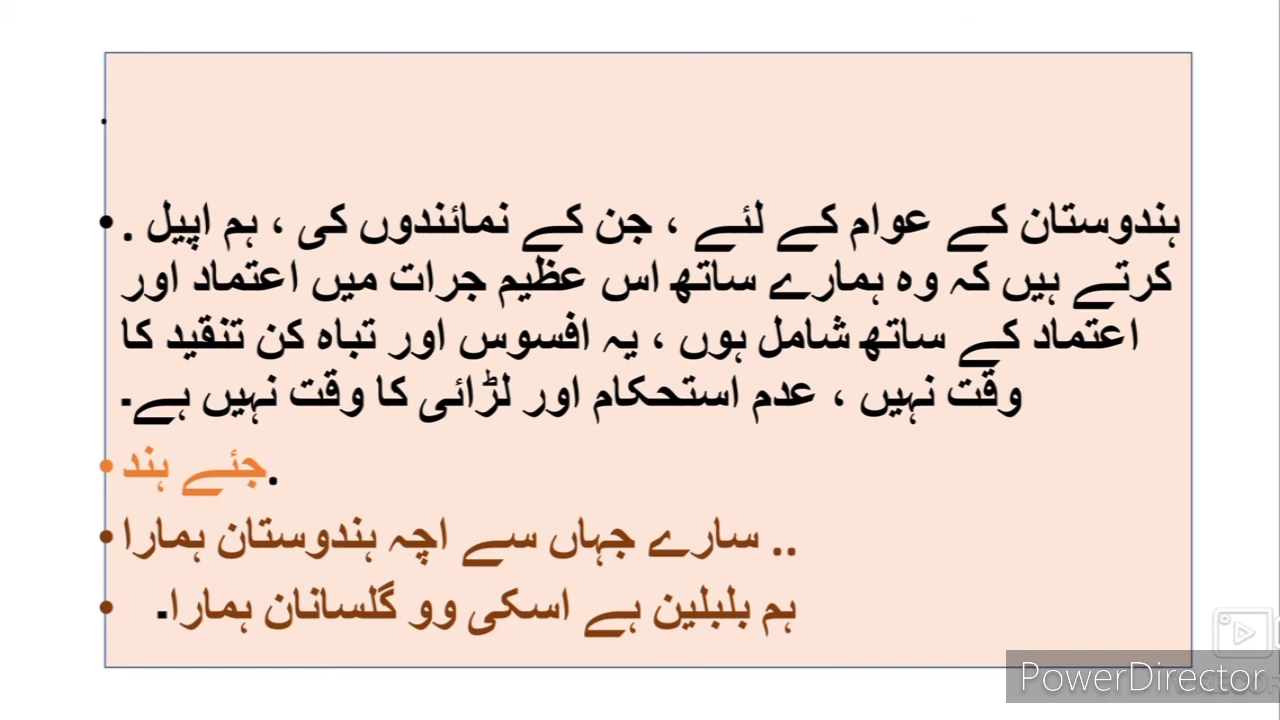 ہندوستان کے عوام کے لئے ، جن کے نمائندوں کی ، ہم اپیل .
کرتے ہیں کہ وہ ہمارے ساتھ اس عظیم جرات میں اعتماد اور
اعتماد کے ساتھ شامل ہوں ، یہ افسوس اور تباہ کن تنقید کا
وقت نہیں ، عدم استحکام اور لڑائی کا وقت نہیں ہے۔
جئے ہند.
سارے جہاں سے اچہ ہندوستان ہمارا ..
ہم بلبلین ہے اسکی وو گلسانان ہمارا۔
PowerDirector